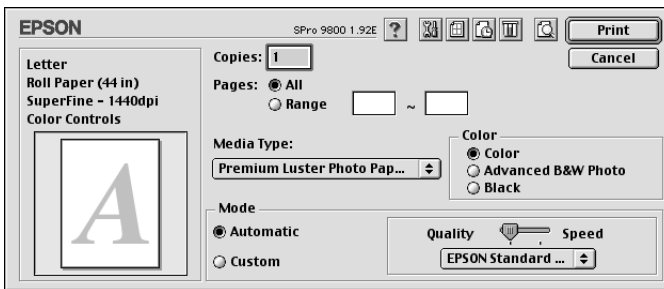 EPSON
SPro 9800 1.92E ?
Print
Cancel
Letter
Roll Paper (44 in)
SuperFine - 1440dpi
Color Controls
A
Copies: 1
Pages: All
Range ~
Media Type:
Premium Luster Photo Pap...
Color
Color
Advanced B&W Photo
Black
Mode
Automatic
Custom
Quality Speed
EPSON Standard ...